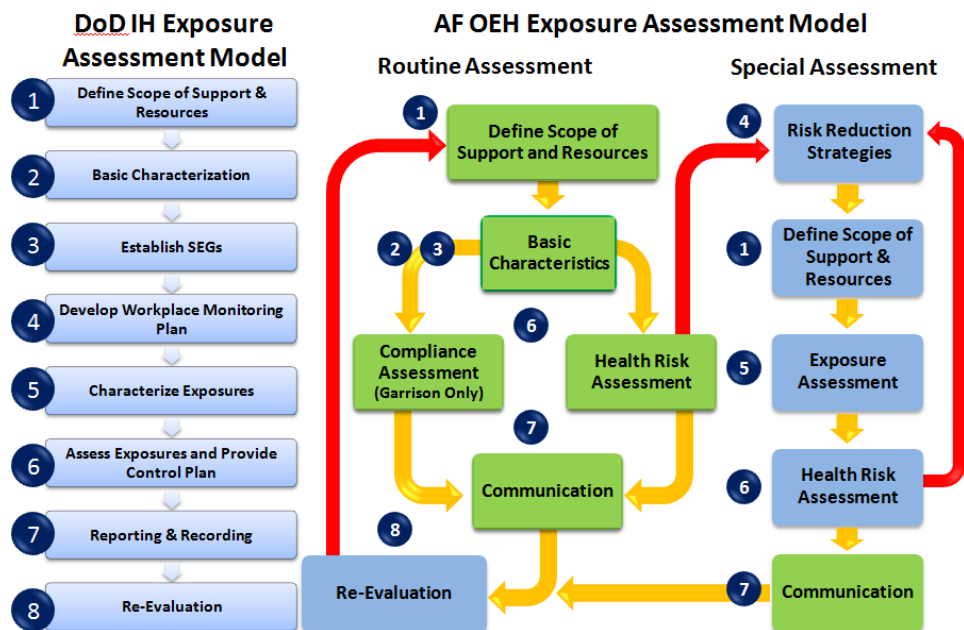 DoD IH Exposure
Assessment Model
1
Define Scope of Support &
Resources
2
Basic Characterization
3
Establish SEGs
4
Develop Workplace Monitoring
Plan
5
Characterize Exposures
6
Assess Exposures and Provide
Control Plan
7
Reporting & Recording
8
Re-Evaluation
AF OEH Exposure Assessment Model
Routine Assessment
1
Define Scope of
Support and Resources
2
3
Basic
Characteristics
6
Compliance
Assessment
(Garrison Only)
Health Risk
Assessment
7
Communication
8
Re-Evaluation
Special Assessment
4
Risk Reduction
Strategies
1
Define Scope of
Support &
Resources
5
Exposure
Assessment
6
Health Risk
Assessment
7
Communication